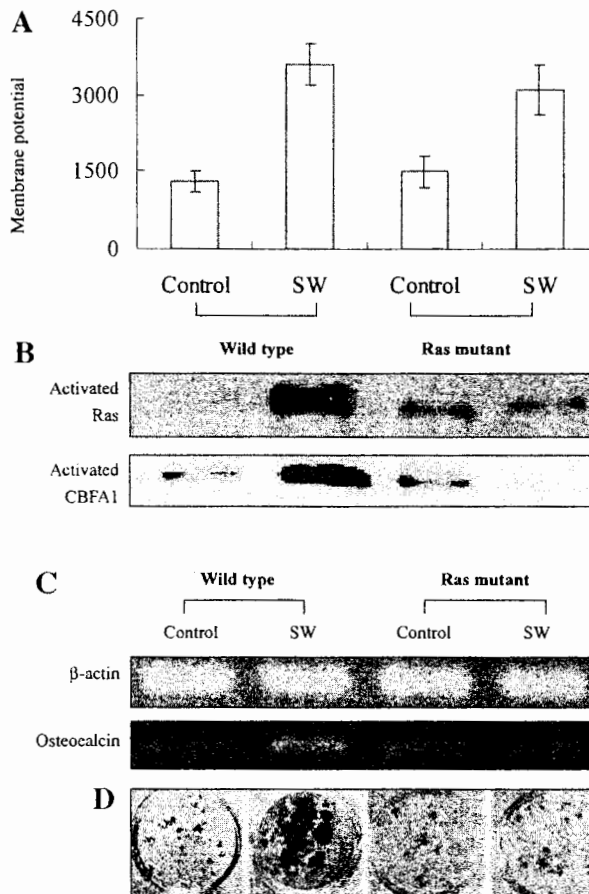 A
4500
3000
1500
0
Membrane potential
Control SW Control SW
Wild type Ras mutant
B
Activated
Ras
Activated
CBFA1
C
Wild type Ras mutant
Control SW Control SW
β-actin
Osteocalcin
D